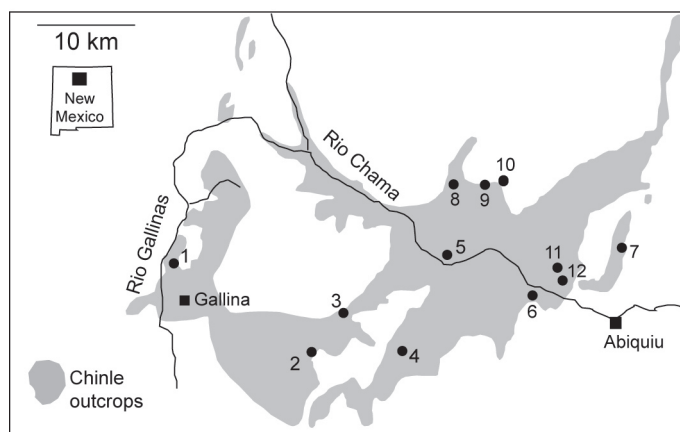 10 km
New
Mexico
Rio Gallinas
Rio Chama
10
8
9
1
5
11
7
12
Gallina
3
6
2
4
Abiquiu
Chinle
outcrops